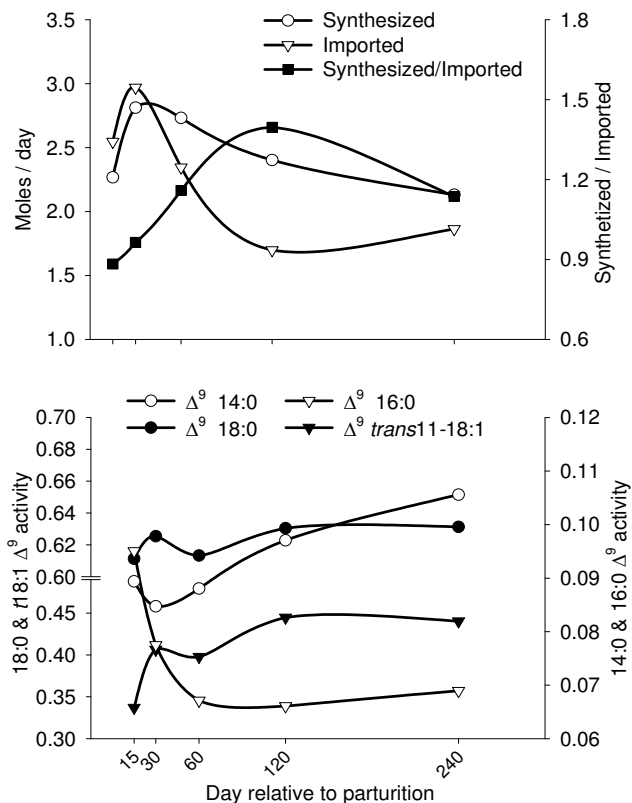 Synthesized
Imported
Synthesized/Imported
3.5
3.0
2.5
2.0
1.5
1.0
Moles / day
1.8
1.5
1.2
0.9
0.6
Synthetized / Imported
Δ⁹ 14:0
Δ⁹ 16:0
Δ⁹ 18:0
Δ⁹ trans11-18:1
0.70
0.68
0.66
0.64
0.62
0.60
0.45
0.40
0.35
0.30
18:0 & t18:1 Δ⁹ activity
0.12
0.11
0.10
0.09
0.08
0.07
0.06
14:0 & 16:0 Δ⁹ activity
15 30 60 120 240
Day relative to parturition